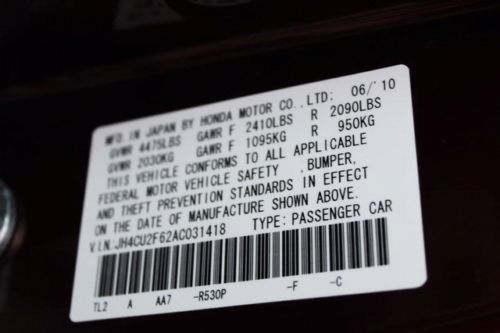 MFD. IN JAPAN BY HONDA MOTOR CO.,LTD: 06/'10
GVWR 4475LBS GAWR F 2410LBS R 2090LBS
GVWR 2030KG GAWR F 1095KG R 950KG
THIS VEHICLE CONFORMS TO ALL APPLICABLE
FEDERAL MOTOR VEHICLE SAFETY ,BUMPER,
AND THEFT PREVENTION STANDARDS IN EFFECT
ON THE DATE OF MANUFACTURE SHOWN ABOVE.
V.I.N:JH4CU2F62AC031418 TYPE: PASSENGER CAR
TL2 A AA7 -R530P -F -C